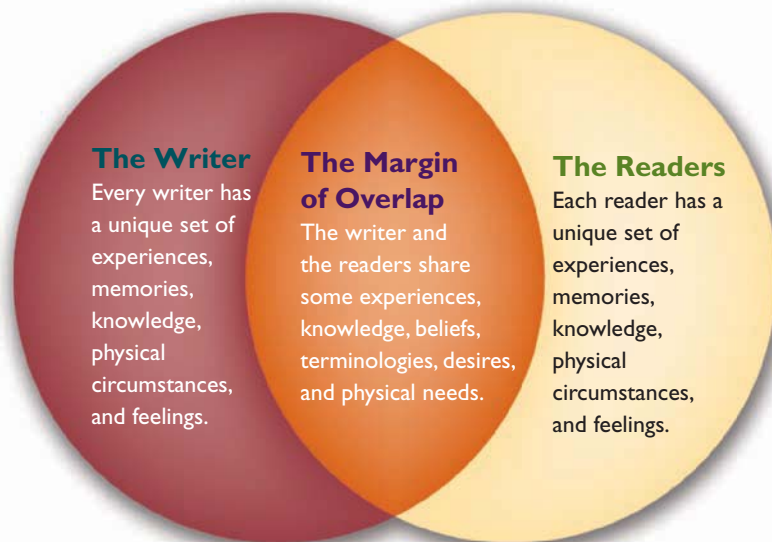 The Writer
Every writer has
a unique set of
experiences,
memories,
knowledge,
physical
circumstances,
and feelings.
The Margin
of Overlap
The writer and
the readers share
some experiences,
knowledge, beliefs,
terminologies, desires,
and physical needs.
The Readers
Each reader has a
unique set of
experiences,
memories,
knowledge,
physical
circumstances,
and feelings.